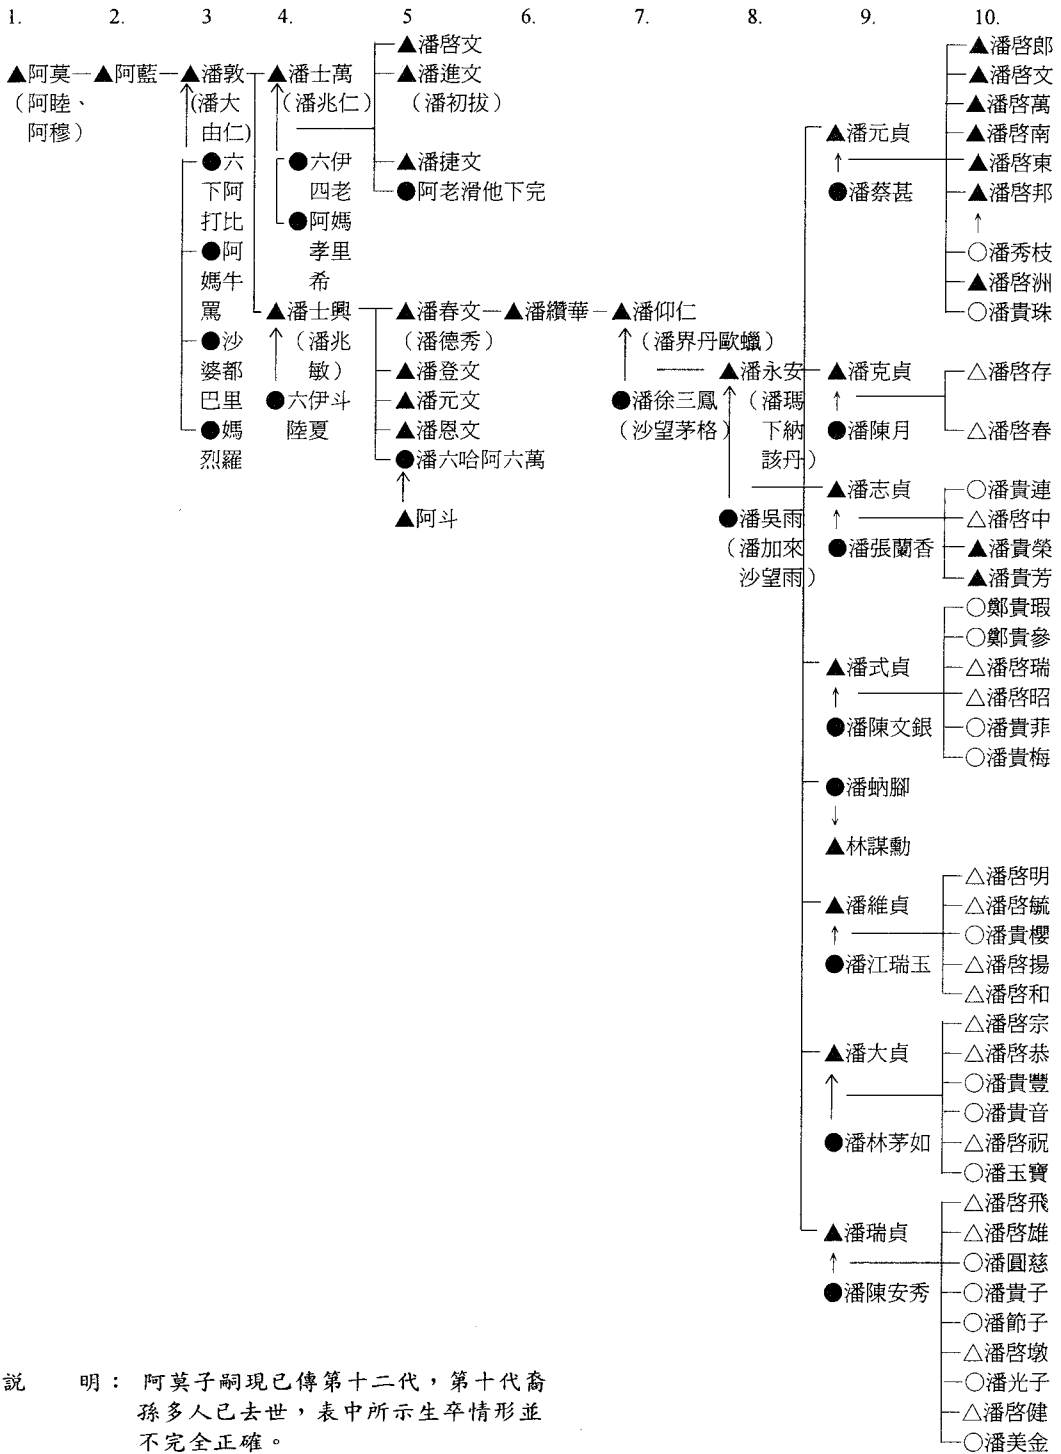 1. 2. 3 4. 5 6. 7. 8. 9. 10.
▲阿莫
（阿睦、
阿穆）
▲阿藍
▲潘敦
(潘大
由仁)
●六
下阿
打比
●阿
媽牛
罵
●沙
婆都
巴里
●媽
烈羅
▲潘士萬
（潘兆仁）
●六伊
四老
●阿媽
孝里
希
▲潘士興
（潘兆
敏）
●六伊斗
陸夏
▲潘啓文
▲潘進文
（潘初拔）
▲潘捷文
●阿老滑他下完
▲潘春文
（潘德秀）
▲潘登文
▲潘元文
▲潘恩文
●潘六哈阿六萬
▲阿斗
▲潘纘華
▲潘仰仁
（潘界丹歐蠟）
●潘徐三鳳
（沙望茅格）
▲潘永安
（潘瑪
下納
該丹）
●潘吳雨
（潘加來
沙望雨）
▲潘元貞
●潘蔡甚
▲潘克貞
●潘陳月
▲潘志貞
●潘張蘭香
▲潘式貞
●潘陳文銀
●潘蚋腳
▲林謀勳
▲潘維貞
●潘江瑞玉
▲潘大貞
●潘林茅如
▲潘瑞貞
●潘陳安秀
▲潘啓郎
▲潘啓文
▲潘啓萬
▲潘啓南
▲潘啓東
▲潘啓邦
○潘秀枝
▲潘啓洲
○潘貴珠
△潘啓存
△潘啓春
○潘貴連
△潘啓中
▲潘貴榮
▲潘貴芳
○鄭貴瑕
○鄭貴參
△潘啓瑞
△潘啓昭
○潘貴菲
○潘貴梅
△潘啓明
△潘啓毓
○潘貴櫻
△潘啓揚
△潘啓和
△潘啓宗
△潘啓恭
○潘貴豐
○潘貴音
△潘啓祝
○潘玉寶
△潘啓飛
△潘啓雄
○潘圓慈
○潘貴子
○潘節子
△潘啓墩
○潘光子
△潘啓健
○潘美金
説　明：阿莫子嗣現已傳第十二代，第十代裔
孫多人已去世，表中所示生卒情形並
不完全正確。